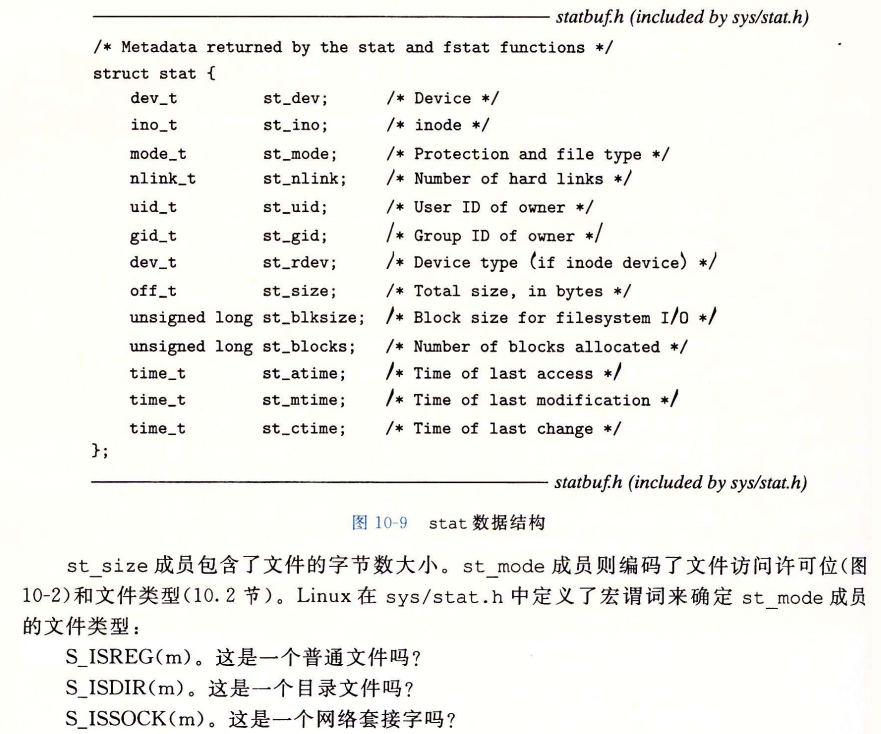 statbuf.h (included by sys/stat.h)
/* Metadata returned by the stat and fstat functions */
struct stat {
    dev_t         st_dev;      /* Device */
    ino_t         st_ino;      /* inode */
    mode_t        st_mode;     /* Protection and file type */
    nlink_t       st_nlink;    /* Number of hard links */
    uid_t         st_uid;      /* User ID of owner */
    gid_t         st_gid;      /* Group ID of owner */
    dev_t         st_rdev;     /* Device type (if inode device) */
    off_t         st_size;     /* Total size, in bytes */
    unsigned long st_blksize;  /* Block size for filesystem I/O */
    unsigned long st_blocks;   /* Number of blocks allocated */
    time_t        st_atime;    /* Time of last access */
    time_t        st_mtime;    /* Time of last modification */
    time_t        st_ctime;    /* Time of last change */
};
statbuf.h (included by sys/stat.h)
图 10-9 stat 数据结构
st_size 成员包含了文件的字节数大小。st_mode 成员则编码了文件访问许可位(图
10-2)和文件类型(10.2 节)。Linux 在 sys/stat.h 中定义了宏谓词来确定 st_mode 成员
的文件类型：
S_ISREG(m)。这是一个普通文件吗?
S_ISDIR(m)。这是一个目录文件吗?
S_ISSOCK(m)。这是一个网络套接字吗?